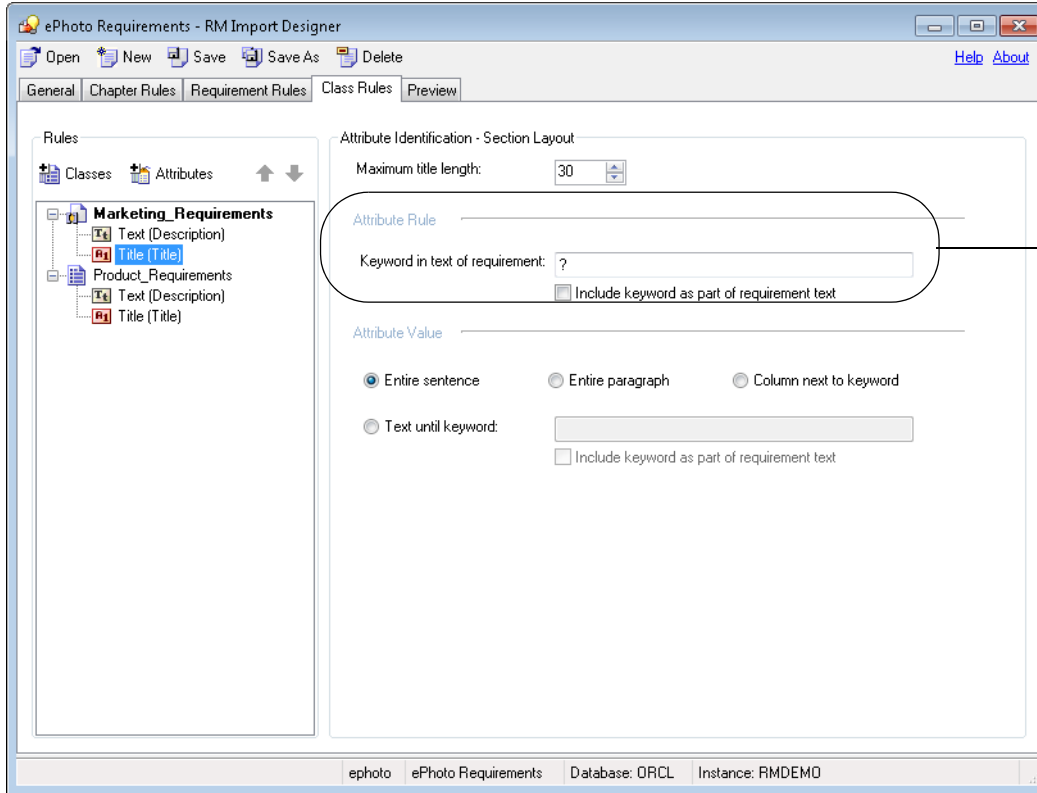 ePhoto Requirements - RM Import Designer
Open New Save Save As Delete Help About
General Chapter Rules Requirement Rules Class Rules Preview
Rules
Classes Attributes
Marketing_Requirements
Text (Description)
Title (Title)
Product_Requirements
Text (Description)
Title (Title)
Attribute Identification - Section Layout
Maximum title length: 30
Attribute Rule
Keyword in text of requirement: ?
Include keyword as part of requirement text
Attribute Value
Entire sentence Entire paragraph Column next to keyword
Text until keyword:
Include keyword as part of requirement text
ephoto ePhoto Requirements Database: ORCL Instance: RMDEMO